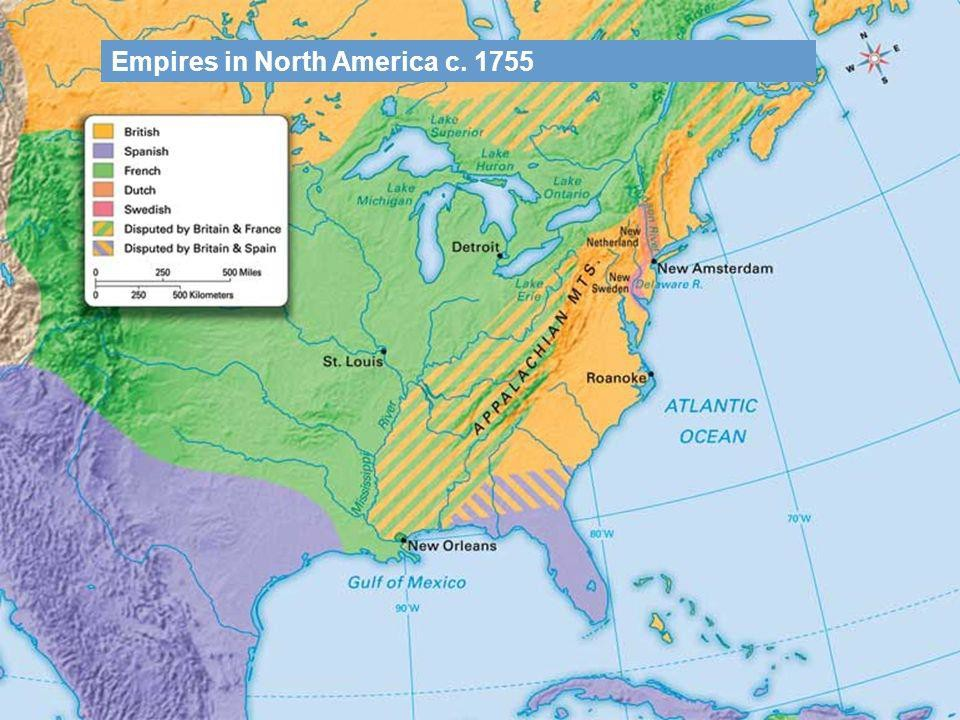 River
Empires in North America c. 1755
N
E
W
S
British
Spanish
French
Dutch
Swedish
Disputed by Britain & France
Disputed by Britain & Spain
0 250 500 Miles
0 250 500 Kilometers
Lake
Superior
Lake
Huron
Lake
Michigan
Lake
Ontario
Detroit
Lake
Erie
New
Netherland
New Amsterdam
New
Sweden
Delaware R.
APPALACHIAN MTS.
St. Louis
Mississippi River
Roanoke
ATLANTIC
OCEAN
New Orleans
Gulf of Mexico
90°W
80°W
70°W